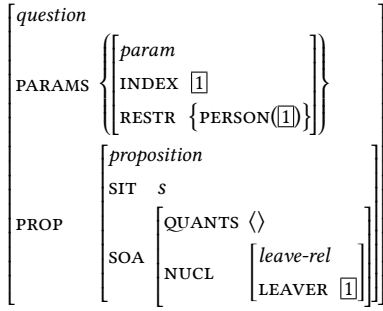 question
PARAMS { [ param
INDEX 1
RESTR {PERSON(1)} ] }
PROP [ proposition
SIT s
SOA [ QUANTS ⟨⟩
NUCL [ leave-rel
LEAVER 1 ] ] ]